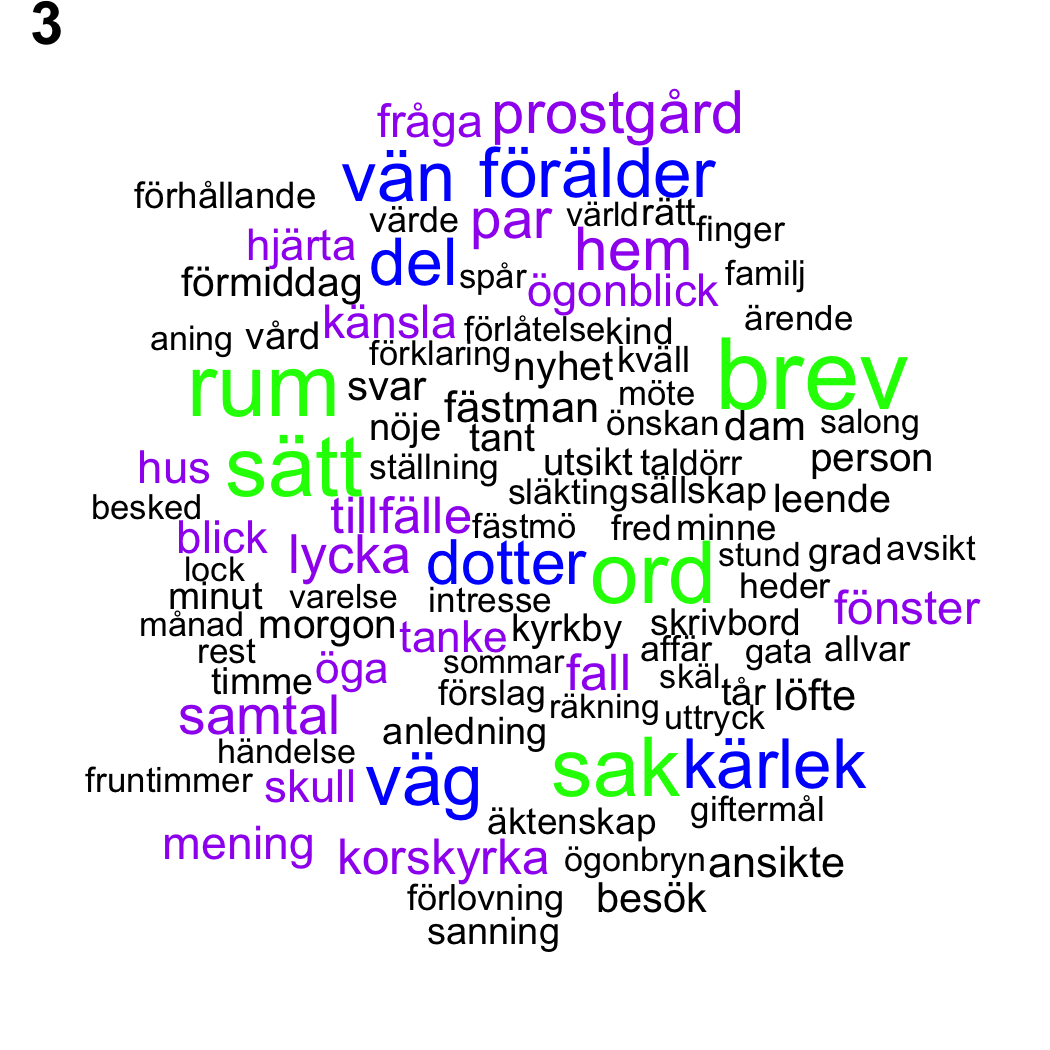 3
fråga prostgård
vän förälder
förhållande
värde par världrätt finger
hjärta del hem
förmiddag spår ögonblick familj
känsla förlåtelse kind ärende
aning vård
förklaring nyhet kväll brev
rum svar möte
fästman
nöje tant önskan dam salong
hus sätt ställning utsikt taldörr person
släkting sällskap leende
besked tillfälle fästmö fred minne
blick lycka dotter ord stund grad avsikt
lock heder
minut varelse intresse fönster
månad morgon tanke kyrkby skrivbord
rest öga sommar fall affär gata allvar
timme förslag skäl tår löfte
samtal räkning uttryck
händelse anledning
fruntimmer skull väg sak kärlek
äktenskap giftermål
mening korskyrka ögonbryn ansikte
förlovning besök
sanning